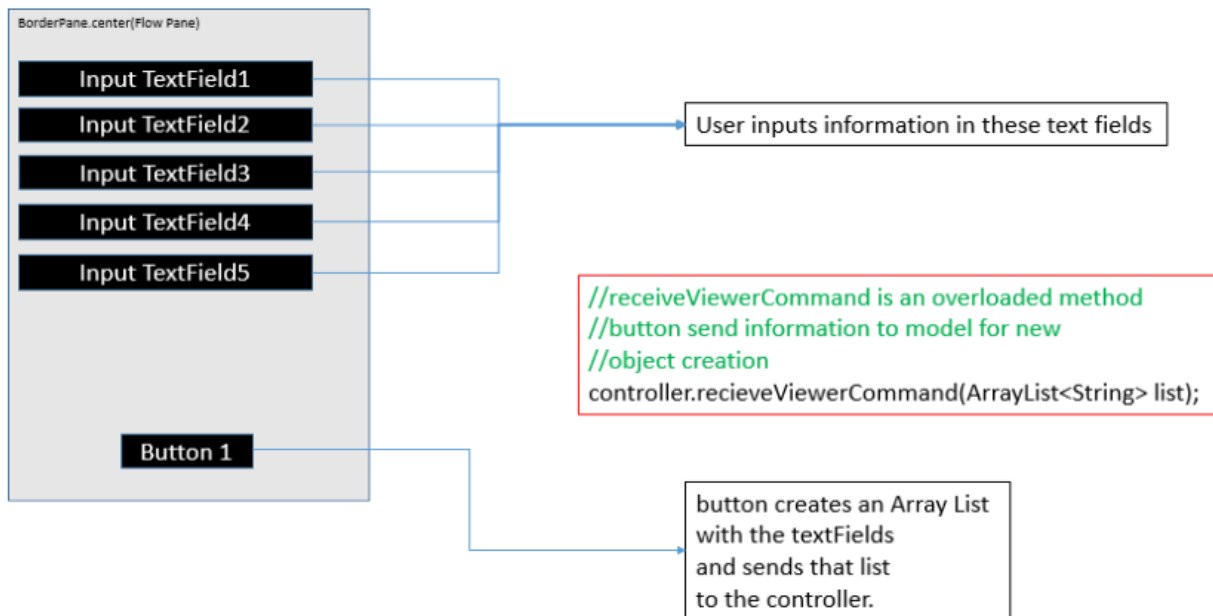 BorderPane.center(Flow Pane)
Input TextField1
Input TextField2
Input TextField3
Input TextField4
Input TextField5
User inputs information in these text fields
//receiveViewerCommand is an overloaded method
//button send information to model for new
//object creation
controller.recieveViewerCommand(ArrayList<String> list);
Button 1
button creates an Array List
with the textFields
and sends that list
to the controller.